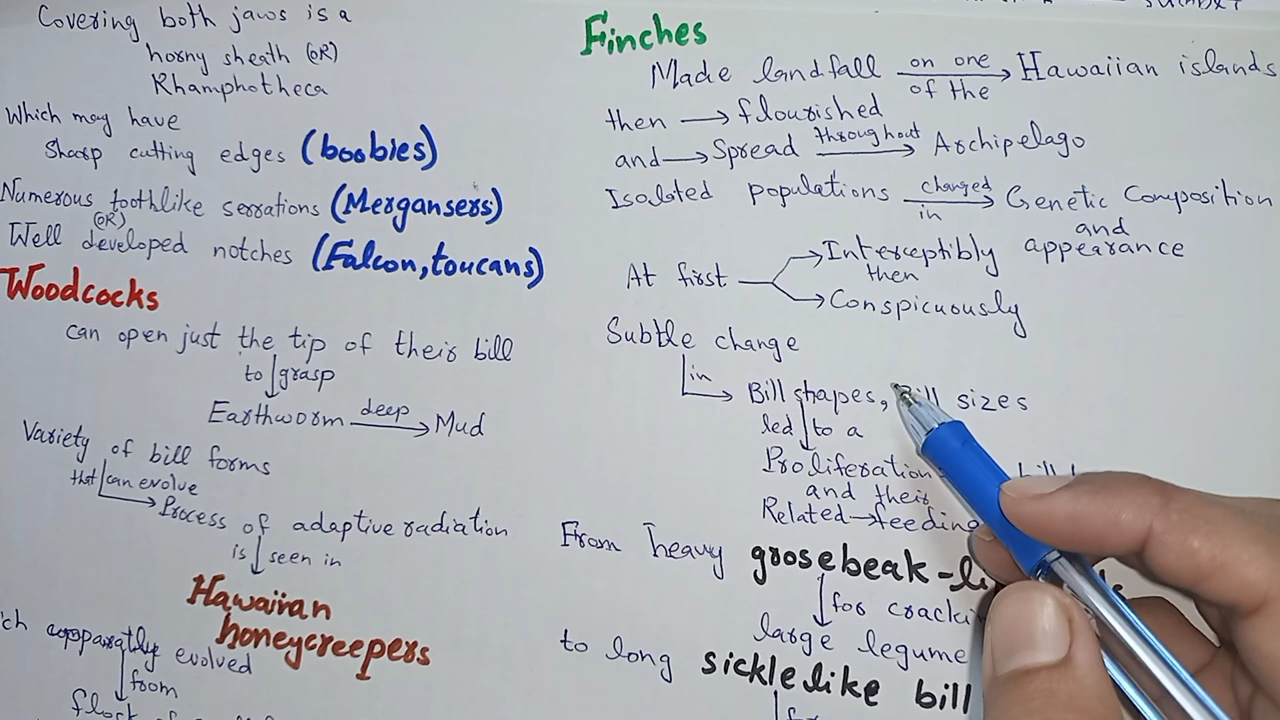 Covering both jaws is a
horny sheath (OR)
Rhamphotheca
Which may have
Sharp cutting edges (boobies)
Numerous toothlike serrations (Mergansers)
(OR)
Well developed notches (Falcon, toucans)
Woodcocks
can open just the tip of their bill
to grasp
Earthworm deep Mud
Variety of bill forms
that can evolve
Process of adaptive radiation
is seen in
Hawaiian
honeycreepers
evolved
from
Finches
Made landfall on one of the Hawaiian islands
then flourished
and Spread throughout Archipelago
Isolated populations changed in Genetic Composition
and
appearance
At first Interceptibly
then
Conspicuously
Subtle change
in
Bill shapes, Bill sizes
led to a
Proliferation
and their
Related feeding
From heavy groosebeak-
for
large legume
to long sicklelike bill